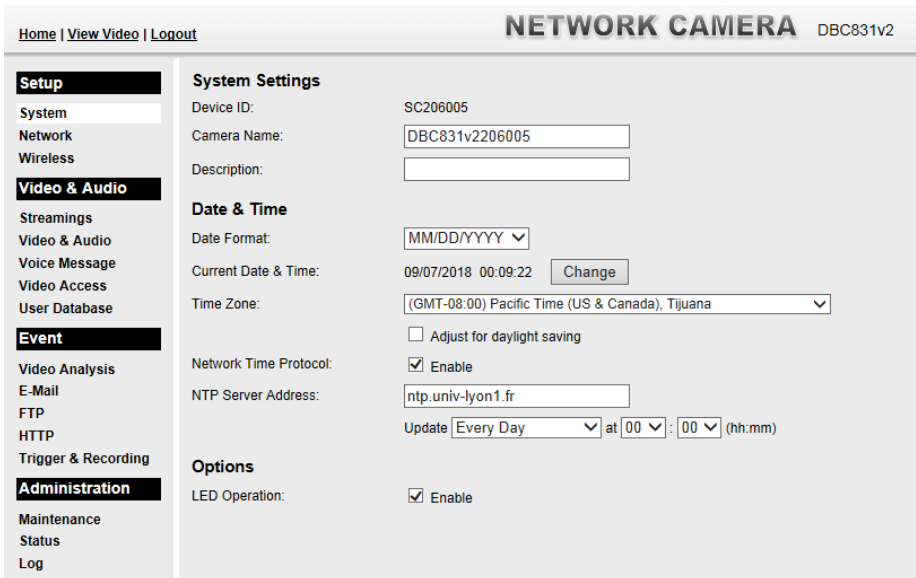 Home | View Video | Logout
NETWORK CAMERA DBC831v2
Setup
System
Network
Wireless
Video & Audio
Streamings
Video & Audio
Voice Message
Video Access
User Database
Event
Video Analysis
E-Mail
FTP
HTTP
Trigger & Recording
Administration
Maintenance
Status
Log
System Settings
Device ID: SC206005
Camera Name: DBC831v2206005
Description:
Date & Time
Date Format: MM/DD/YYYY
Current Date & Time: 09/07/2018 00:09:22 Change
Time Zone: (GMT-08:00) Pacific Time (US & Canada), Tijuana
Adjust for daylight saving
Network Time Protocol: Enable
NTP Server Address: ntp.univ-lyon1.fr
Update Every Day at 00 : 00 (hh:mm)
Options
LED Operation: Enable